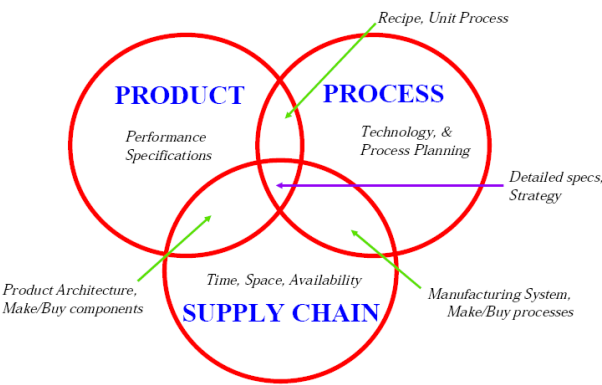 Recipe, Unit Process
PRODUCT
PROCESS
Performance
Specifications
Technology, &
Process Planning
Detailed specs,
Strategy
Product Architecture,
Make/Buy components
Time, Space, Availability
SUPPLY CHAIN
Manufacturing System,
Make/Buy processes